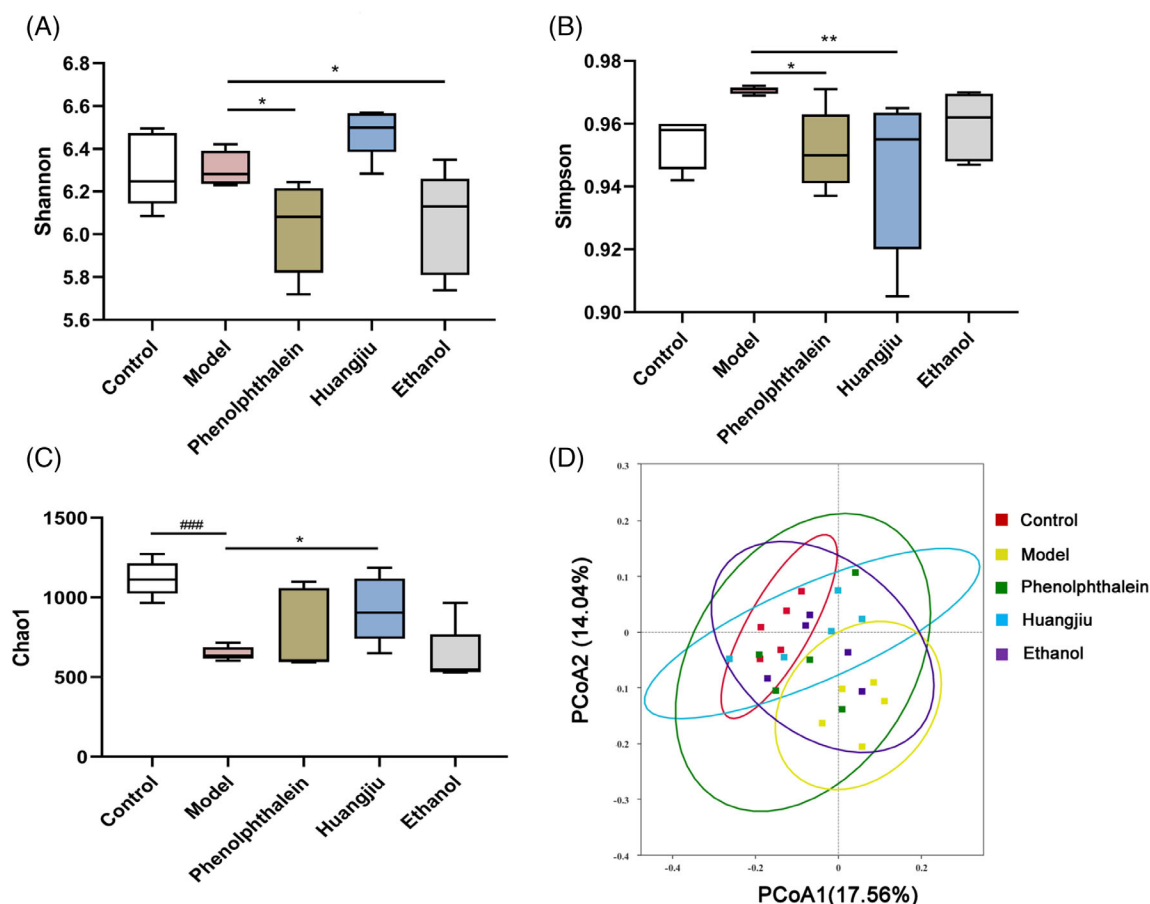 (A)
Shannon
6.8
6.6
6.4
6.2
6.0
5.8
5.6
*
*
Control
Model
Phenolphthalein
Huangjiu
Ethanol
(B)
Simpson
0.98
0.96
0.94
0.92
0.90
**
*
Control
Model
Phenolphthalein
Huangjiu
Ethanol
(C)
Chao1
1500
1000
500
0
###
*
Control
Model
Phenolphthalein
Huangjiu
Ethanol
(D)
PCoA2 (14.04%)
0.3
0.2
0.1
0
0.1
0.2
-0.3
-0.4
-0.4
-0.2
0
0.2
PCoA1(17.56%)
Control
Model
Phenolphthalein
Huangjiu
Ethanol